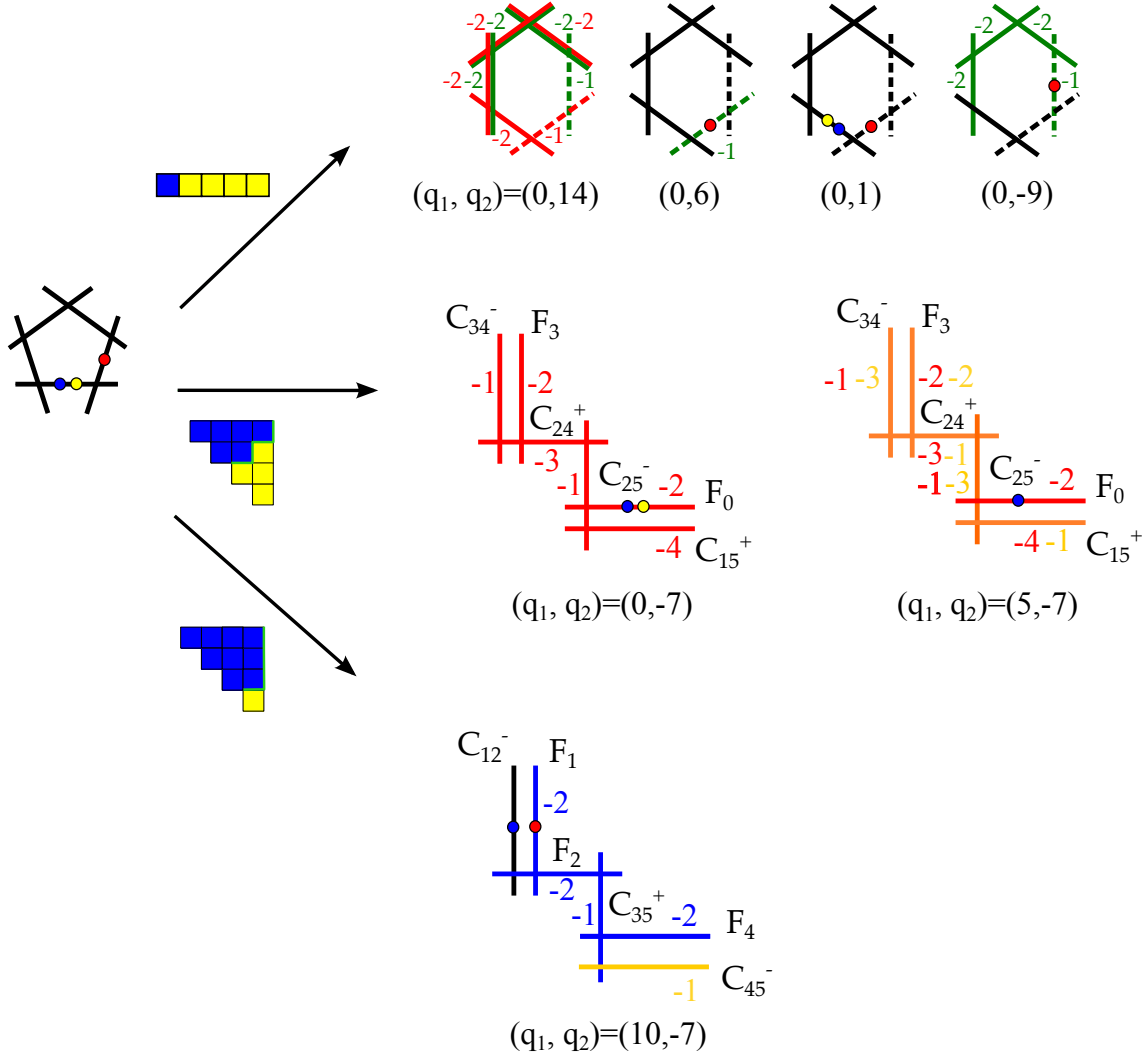 -2-2 -2-2
-2-2 -1
-2 -1
-1
-2 -2
-2 -1
(q₁, q₂)=(0,14) (0,6) (0,1) (0,-9)
C₃₄⁻ F₃
-1 -2
C₂₄⁺
-3
-1 C₂₅⁻ -2 F₀
-4 C₁₅⁺
(q₁, q₂)=(0,-7)
C₃₄⁻ F₃
-1 -3 -2 -2
C₂₄⁺
-3-1
-1-3 C₂₅⁻ -2 F₀
-4 -1 C₁₅⁺
(q₁, q₂)=(5,-7)
C₁₂⁻ F₁
-2
F₂
-2
-1 C₃₅⁺ -2 F₄
-1 C₄₅⁻
(q₁, q₂)=(10,-7)